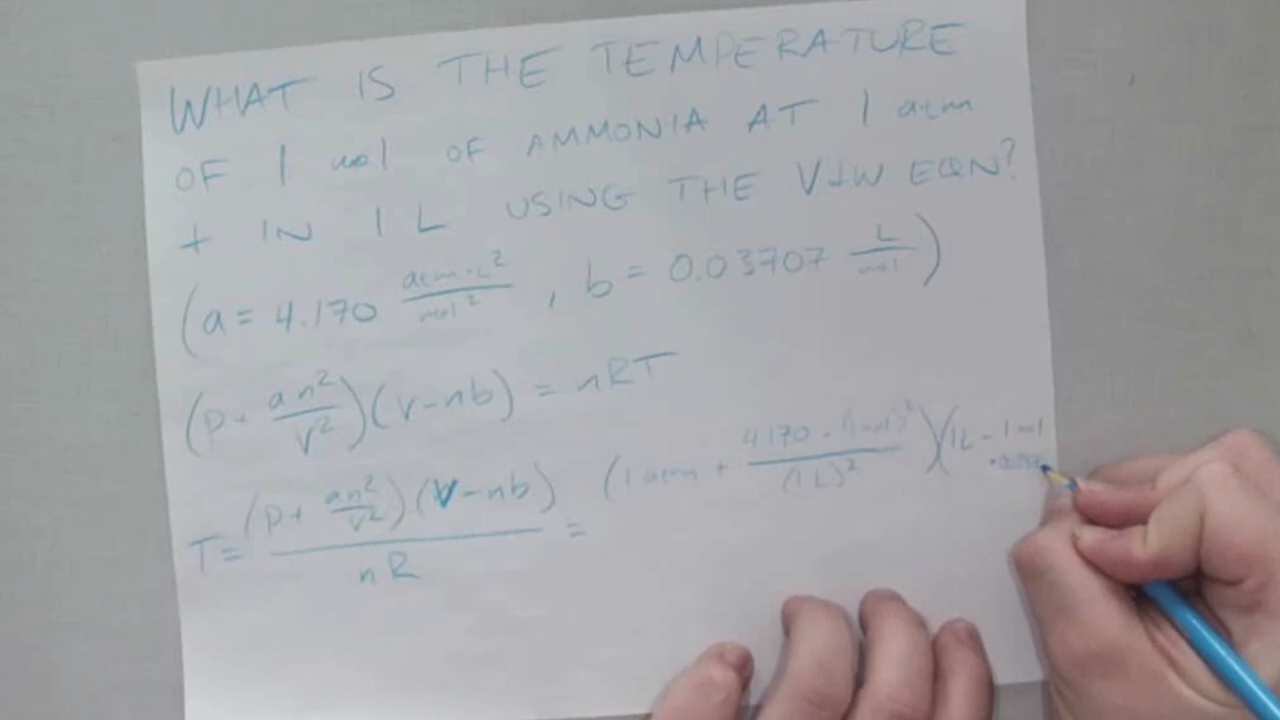 WHAT IS THE TEMPERATURE
OF 1 mol OF AMMONIA AT 1 atm
+ IN 1 L USING THE VdW EQN?
(a = 4.170 atm·L²/mol², b = 0.03707 L/mol)
(P + an²/V²)(V-nb) = nRT
T = (P + an²/V²)(V-nb)/nR = (1 atm + 4.170 · (1 mol)²/(1 L)²)(1L - 1 mol